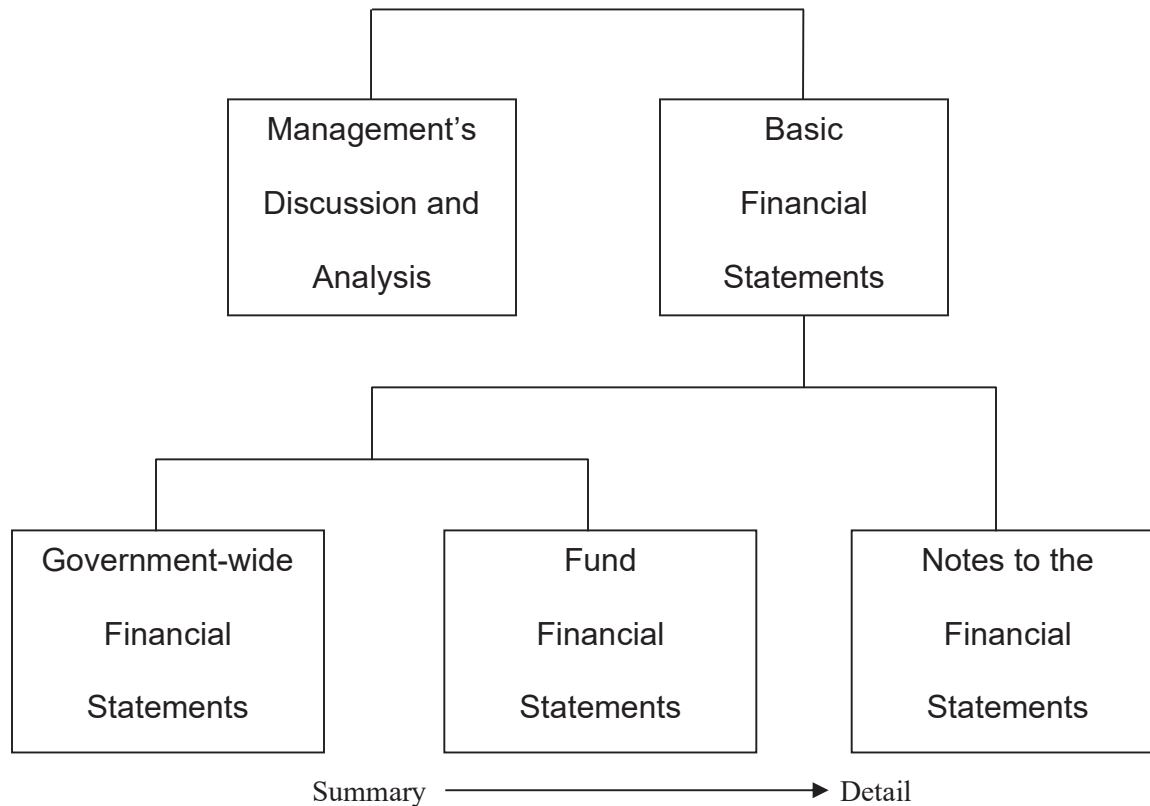 Management’s
Discussion and
Analysis
Basic
Financial
Statements
Government-wide
Financial
Statements
Fund
Financial
Statements
Notes to the
Financial
Statements
Summary
Detail